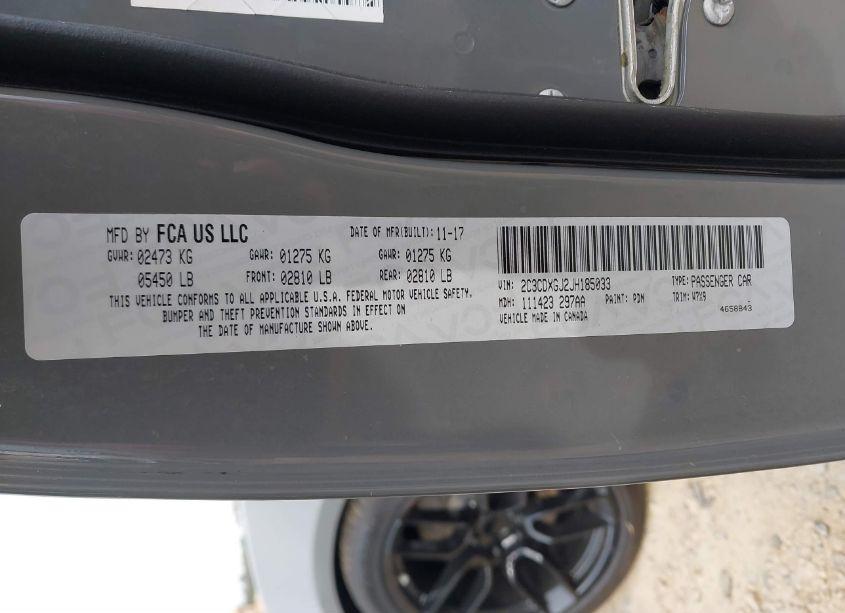 MFD BY FCA US LLC
DATE OF MFR(BUILT): 11-17
GVWR: 02473 KG GAWR: 01275 KG GAWR: 01275 KG
05450 LB FRONT: 02810 LB REAR: 02810 LB
THIS VEHICLE CONFORMS TO ALL APPLICABLE U.S.A. FEDERAL MOTOR VEHICLE SAFETY,
BUMPER AND THEFT PREVENTION STANDARDS IN EFFECT ON
THE DATE OF MANUFACTURE SHOWN ABOVE.
VIN: 2C3CDXGJ2JH185033 TYPE: PASSENGER CAR
MDH: 111423 297AA PAINT: PDN TRIM: W7X9
VEHICLE MADE IN CANADA 4658843